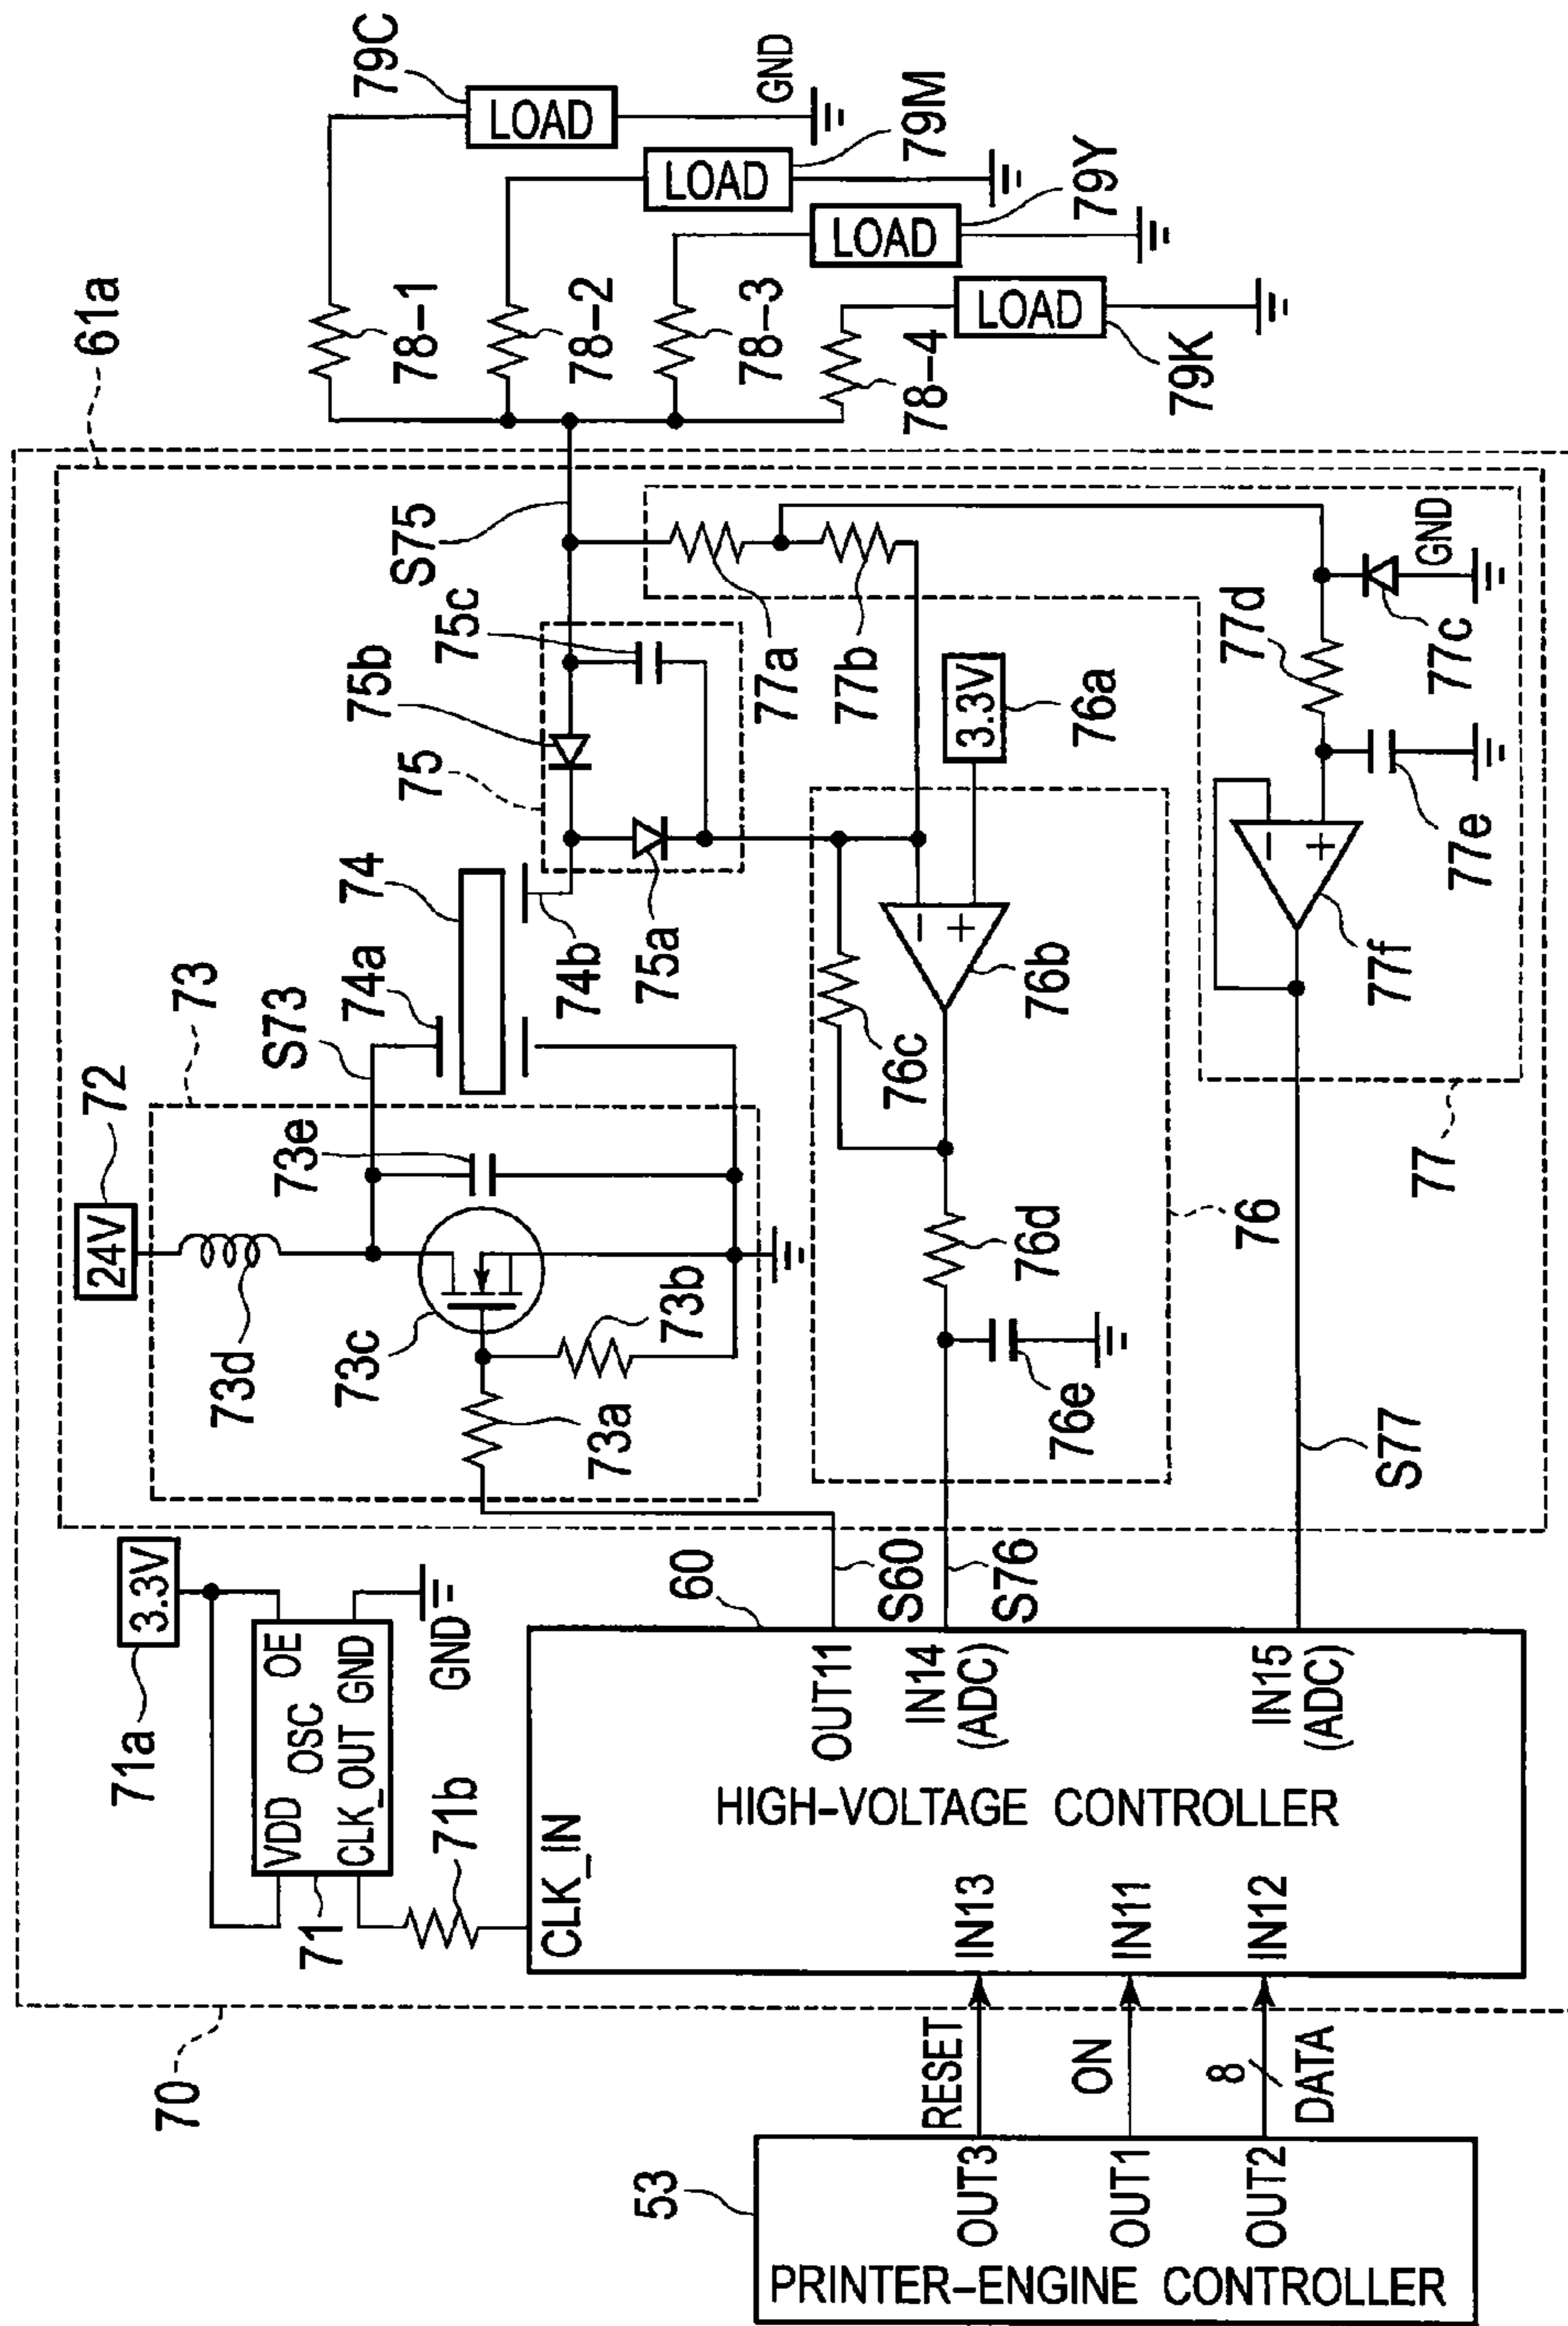 53
PRINTER–ENGINE CONTROLLER
OUT3
OUT1
OUT2
RESET
ON
8
DATA
70
60
HIGH–VOLTAGE CONTROLLER
CLK_IN
IN13
IN11
IN12
OUT11
IN14
(ADC)
IN15
(ADC)
71
VDD
OE
OSC
CLK_OUT
GND
71a
3.3V
GND
71b
S60
S76
S77
61a
72
24V
73
73a
73b
73c
73d
73e
S73
74
74a
74b
75
75a
75b
75c
S75
76
76a
3.3V
76b
−
+
76c
76d
76e
77
77a
77b
77c
77d
77e
77f
−
+
GND
78–1
78–2
78–3
78–4
79C
LOAD
GND
79M
LOAD
79Y
LOAD
79K
LOAD